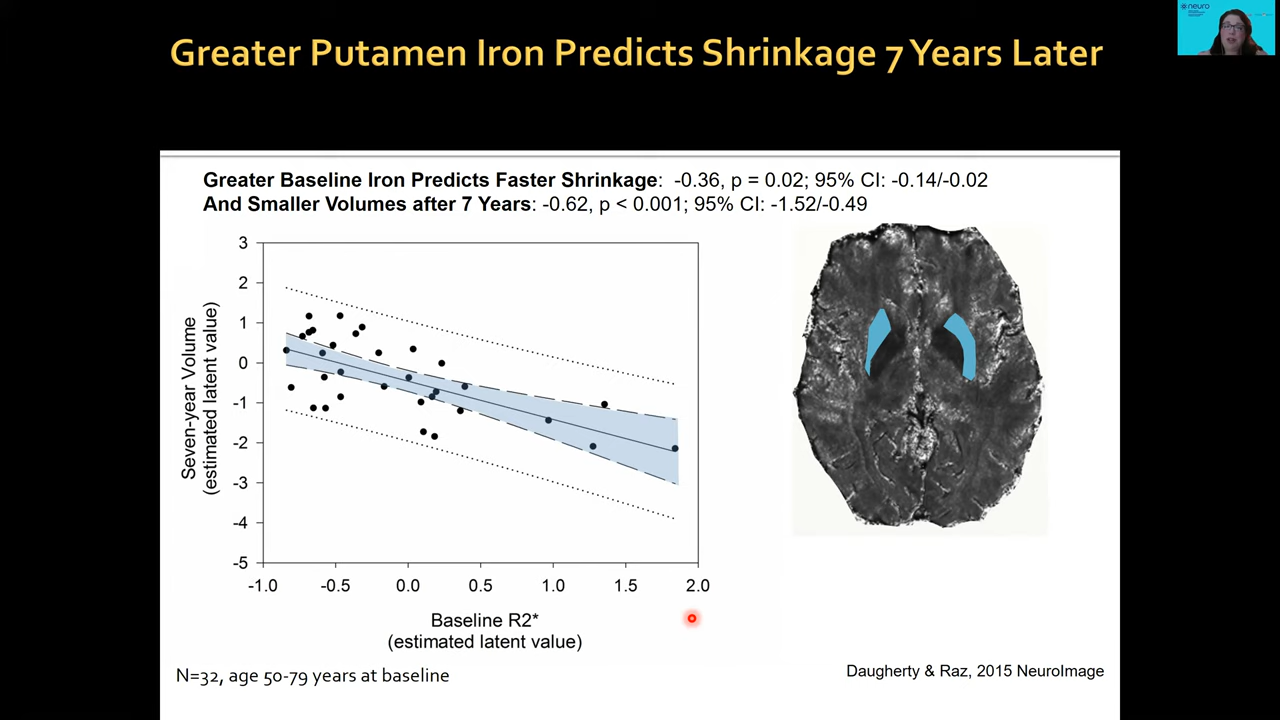 Greater Putamen Iron Predicts Shrinkage 7 Years Later
neuro
Greater Baseline Iron Predicts Faster Shrinkage: -0.36, p = 0.02; 95% CI: -0.14/-0.02
And Smaller Volumes after 7 Years: -0.62, p < 0.001; 95% CI: -1.52/-0.49
Seven-year Volume
(estimated latent value)
3
2
1
0
-1
-2
-3
-4
-5
-1.0 -0.5 0.0 0.5 1.0 1.5 2.0
Baseline R2*
(estimated latent value)
N=32, age 50-79 years at baseline
Daugherty & Raz, 2015 NeuroImage